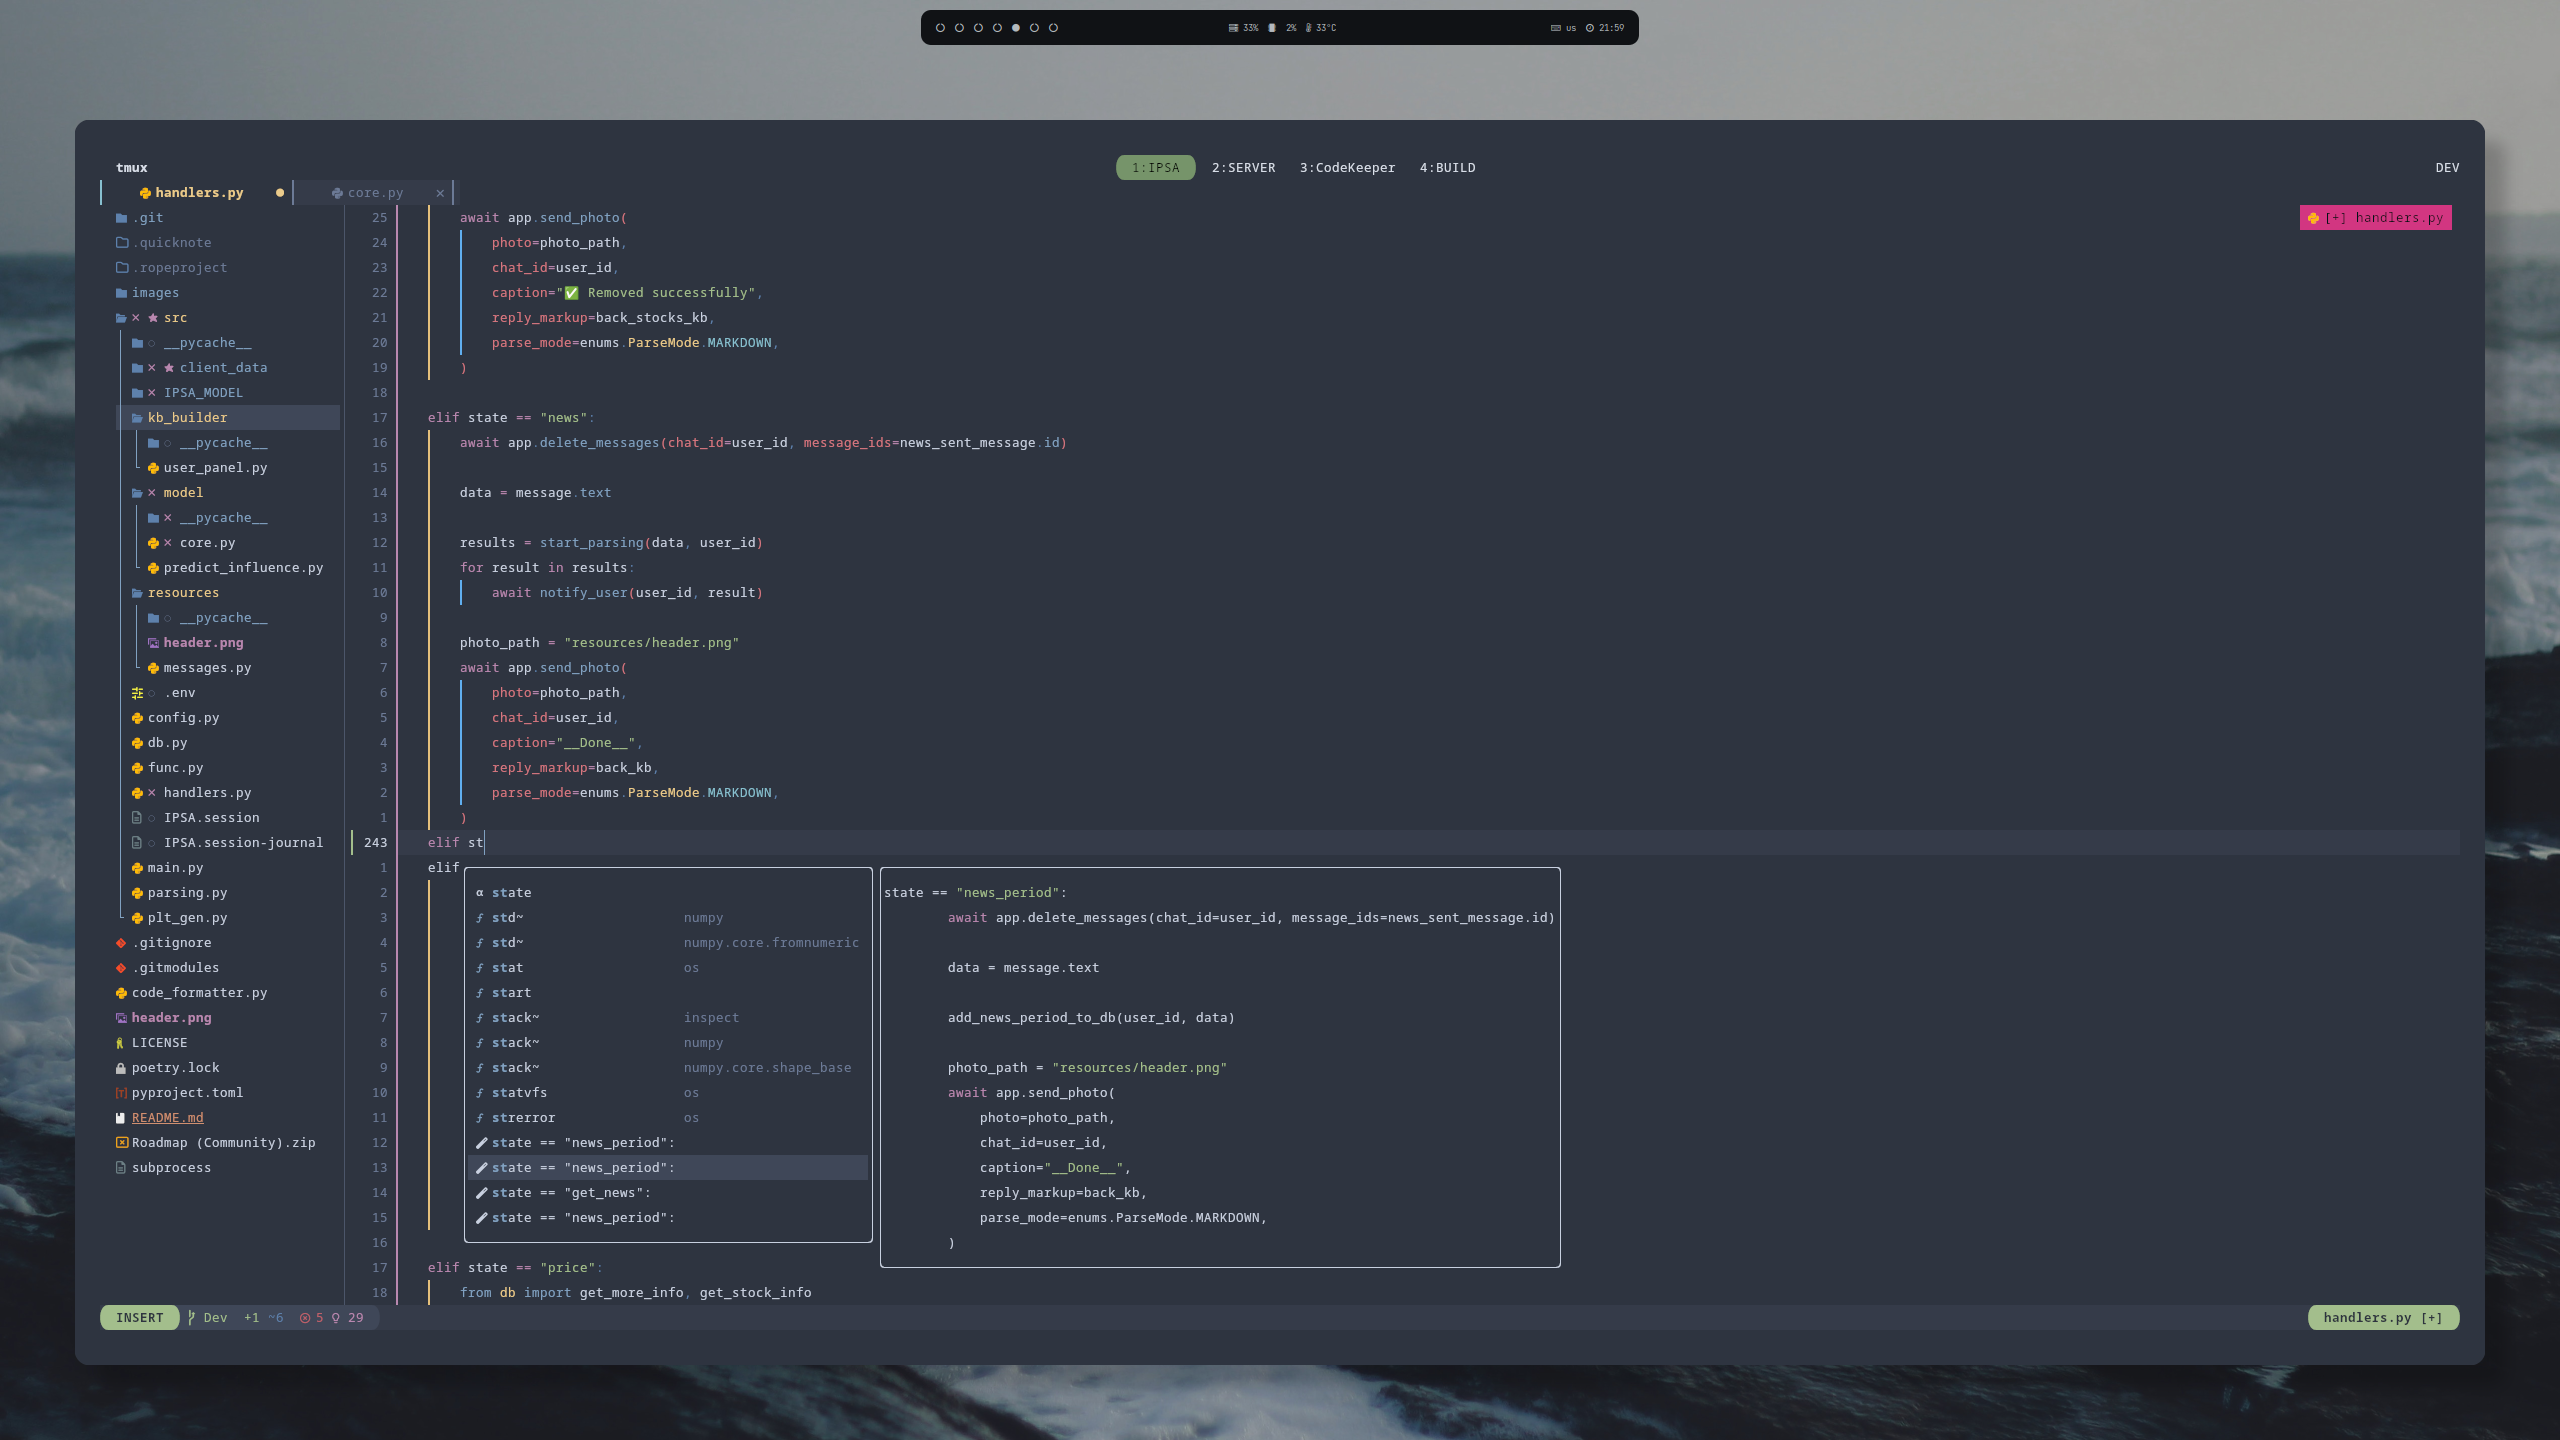 33% 2% 33°C us 21:59
tmux 1:IPSA 2:SERVER 3:CodeKeeper 4:BUILD DEV
handlers.py core.py
.git
.quicknote
.ropeproject
images
src
__pycache__
client_data
IPSA_MODEL
kb_builder
__pycache__
user_panel.py
model
__pycache__
core.py
predict_influence.py
resources
__pycache__
header.png
messages.py
.env
config.py
db.py
func.py
handlers.py
IPSA.session
IPSA.session-journal
main.py
parsing.py
plt_gen.py
.gitignore
.gitmodules
code_formatter.py
header.png
LICENSE
poetry.lock
pyproject.toml
README.md
Roadmap (Community).zip
subprocess
[+] handlers.py
25 await app.send_photo(
24 photo=photo_path,
23 chat_id=user_id,
22 caption="✅ Removed successfully",
21 reply_markup=back_stocks_kb,
20 parse_mode=enums.ParseMode.MARKDOWN,
19 )
18
17 elif state == "news":
16 await app.delete_messages(chat_id=user_id, message_ids=news_sent_message.id)
15
14 data = message.text
13
12 results = start_parsing(data, user_id)
11 for result in results:
10 await notify_user(user_id, result)
9
8 photo_path = "resources/header.png"
7 await app.send_photo(
6 photo=photo_path,
5 chat_id=user_id,
4 caption="__Done__",
3 reply_markup=back_kb,
2 parse_mode=enums.ParseMode.MARKDOWN,
1 )
243 elif st
1 elif
2
3
4
5
6
7
8
9
10
11
12
13
14
15
16
17 elif state == "price":
18 from db import get_more_info, get_stock_info
α state
f std~ numpy
f std~ numpy.core.fromnumeric
f stat os
f start
f stack~ inspect
f stack~ numpy
f stack~ numpy.core.shape_base
f statvfs os
f strerror os
state == "news_period":
state == "news_period":
state == "get_news":
state == "news_period":
state == "news_period":
await app.delete_messages(chat_id=user_id, message_ids=news_sent_message.id)
data = message.text
add_news_period_to_db(user_id, data)
photo_path = "resources/header.png"
await app.send_photo(
photo=photo_path,
chat_id=user_id,
caption="__Done__",
reply_markup=back_kb,
parse_mode=enums.ParseMode.MARKDOWN,
)
INSERT Dev +1 ~6 5 29 handlers.py [+]